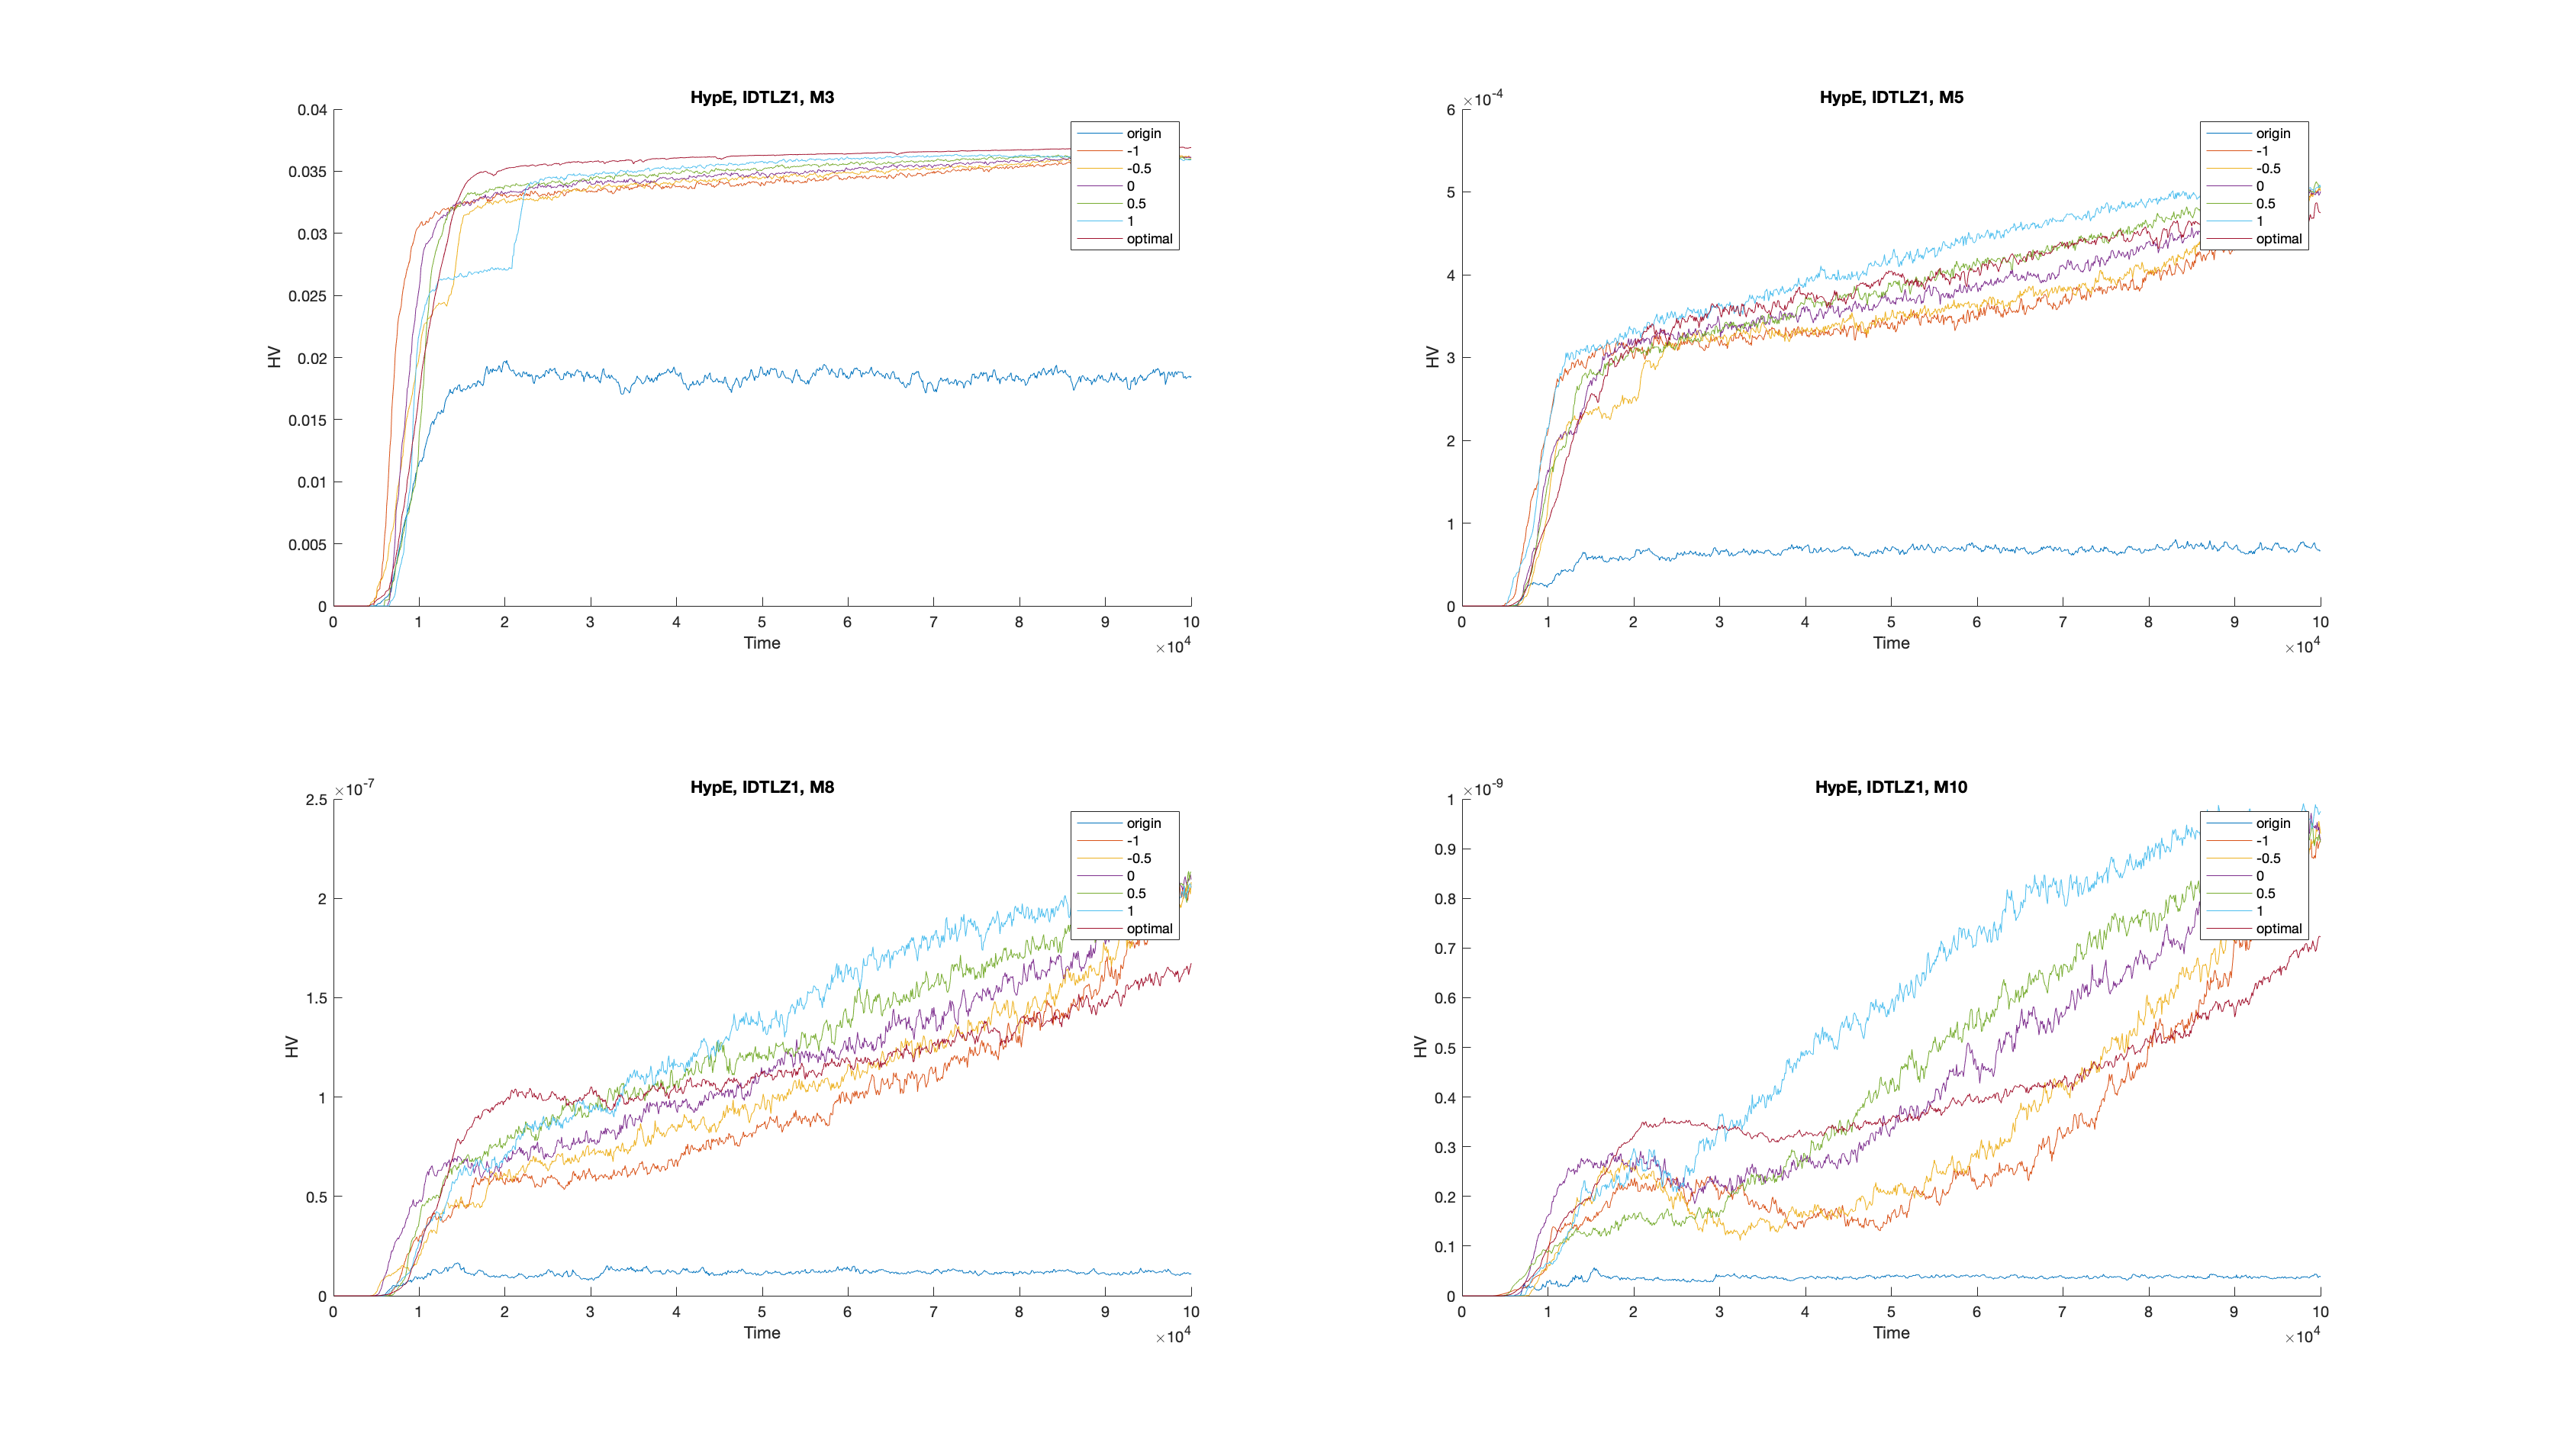 HypE, IDTLZ1, M3
0.04
0.035
0.03
0.025
0.02
0.015
0.01
0.005
0
HV
origin
-1
-0.5
0
0.5
1
optimal
0 1 2 3 4 5 6 7 8 9 10
Time
×10^4
HypE, IDTLZ1, M5
×10^-4
6
5
4
3
2
1
0
HV
origin
-1
-0.5
0
0.5
1
optimal
0 1 2 3 4 5 6 7 8 9 10
Time
×10^4
HypE, IDTLZ1, M8
×10^-7
2.5
2
1.5
1
0.5
0
HV
origin
-1
-0.5
0
0.5
1
optimal
0 1 2 3 4 5 6 7 8 9 10
Time
×10^4
HypE, IDTLZ1, M10
×10^-9
1
0.9
0.8
0.7
0.6
0.5
0.4
0.3
0.2
0.1
0
HV
origin
-1
-0.5
0
0.5
1
optimal
0 1 2 3 4 5 6 7 8 9 10
Time
×10^4